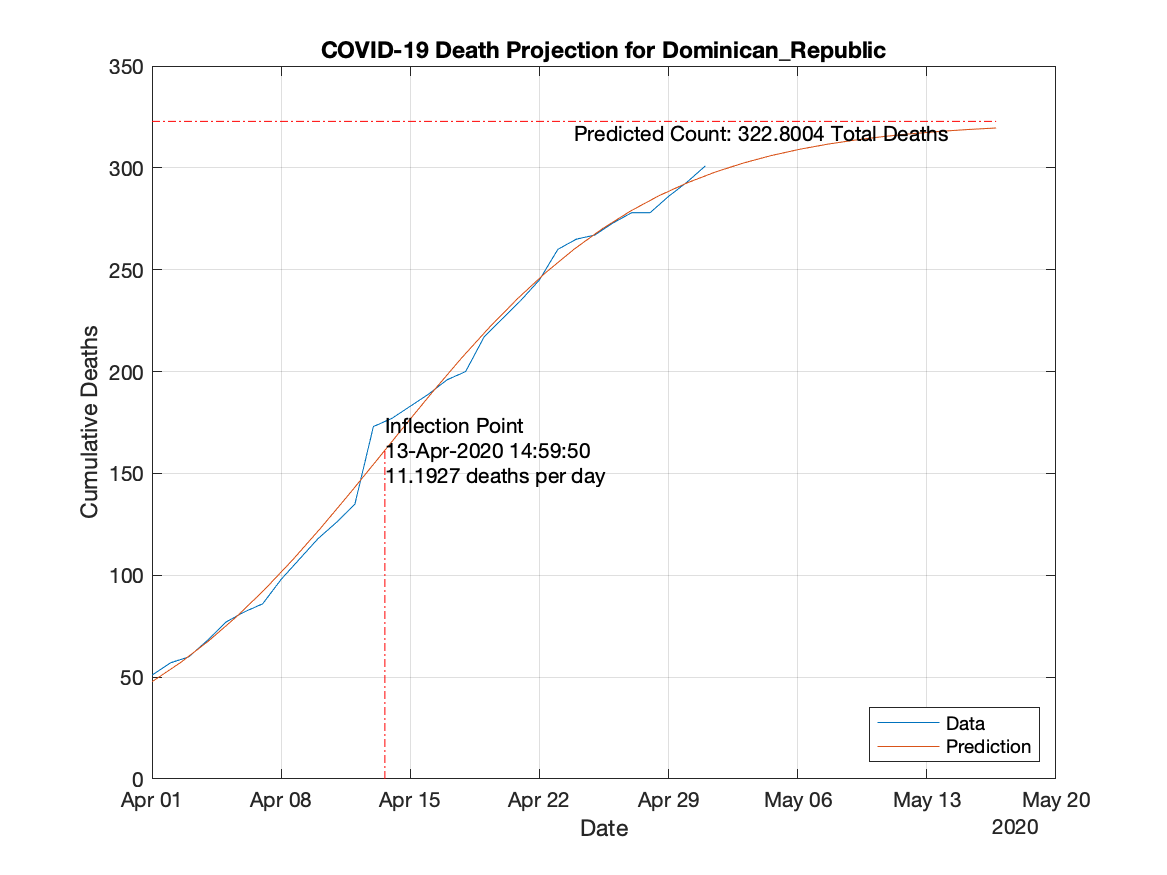 COVID-19 Death Projection for Dominican_Republic
350
300
250
200
150
100
50
0
Cumulative Deaths
Predicted Count: 322.8004 Total Deaths
Inflection Point
13-Apr-2020 14:59:50
11.1927 deaths per day
Data
Prediction
Apr 01 Apr 08 Apr 15 Apr 22 Apr 29 May 06 May 13 May 20
Date
2020